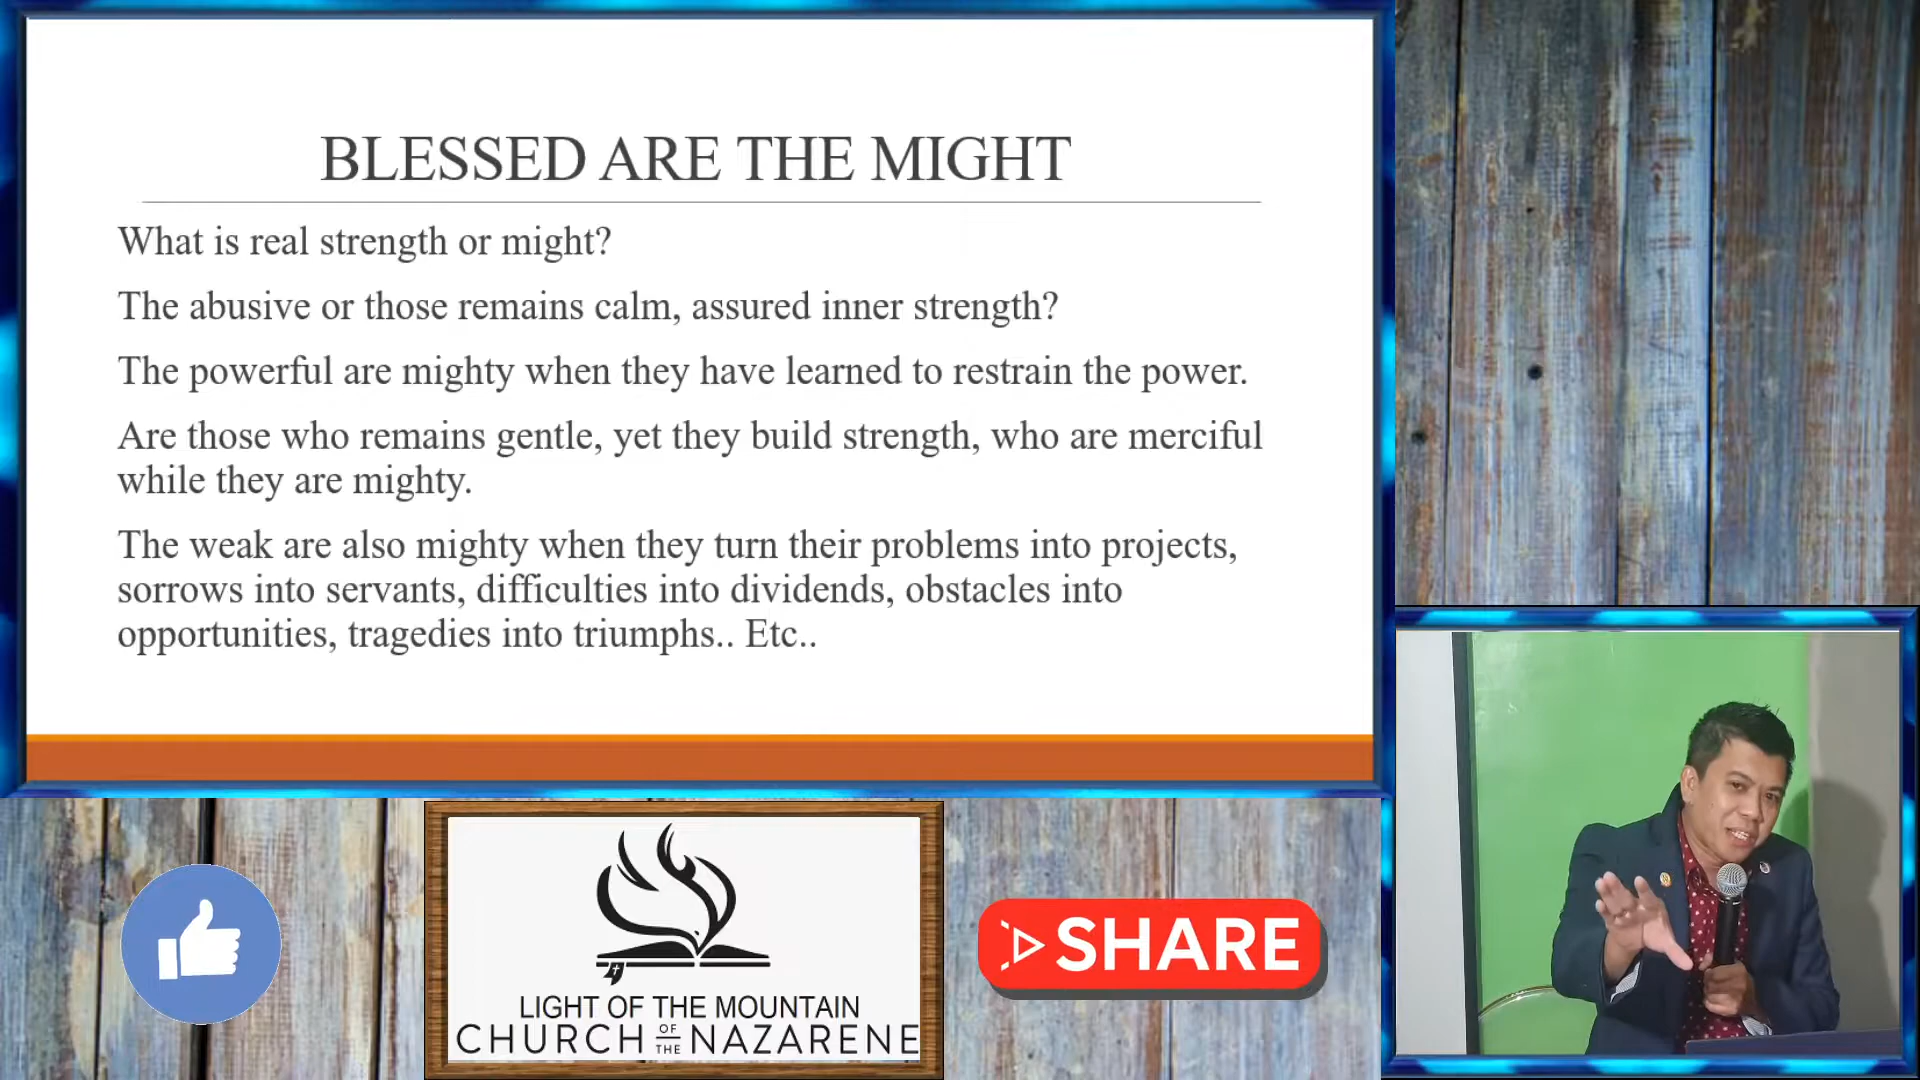 BLESSED ARE THE MIGHT
What is real strength or might?
The abusive or those remains calm, assured inner strength?
The powerful are mighty when they have learned to restrain the power.
Are those who remains gentle, yet they build strength, who are merciful
while they are mighty.
The weak are also mighty when they turn their problems into projects,
sorrows into servants, difficulties into dividends, obstacles into
opportunities, tragedies into triumphs.. Etc..
LIGHT OF THE MOUNTAIN
CHURCH OF THE NAZARENE
SHARE